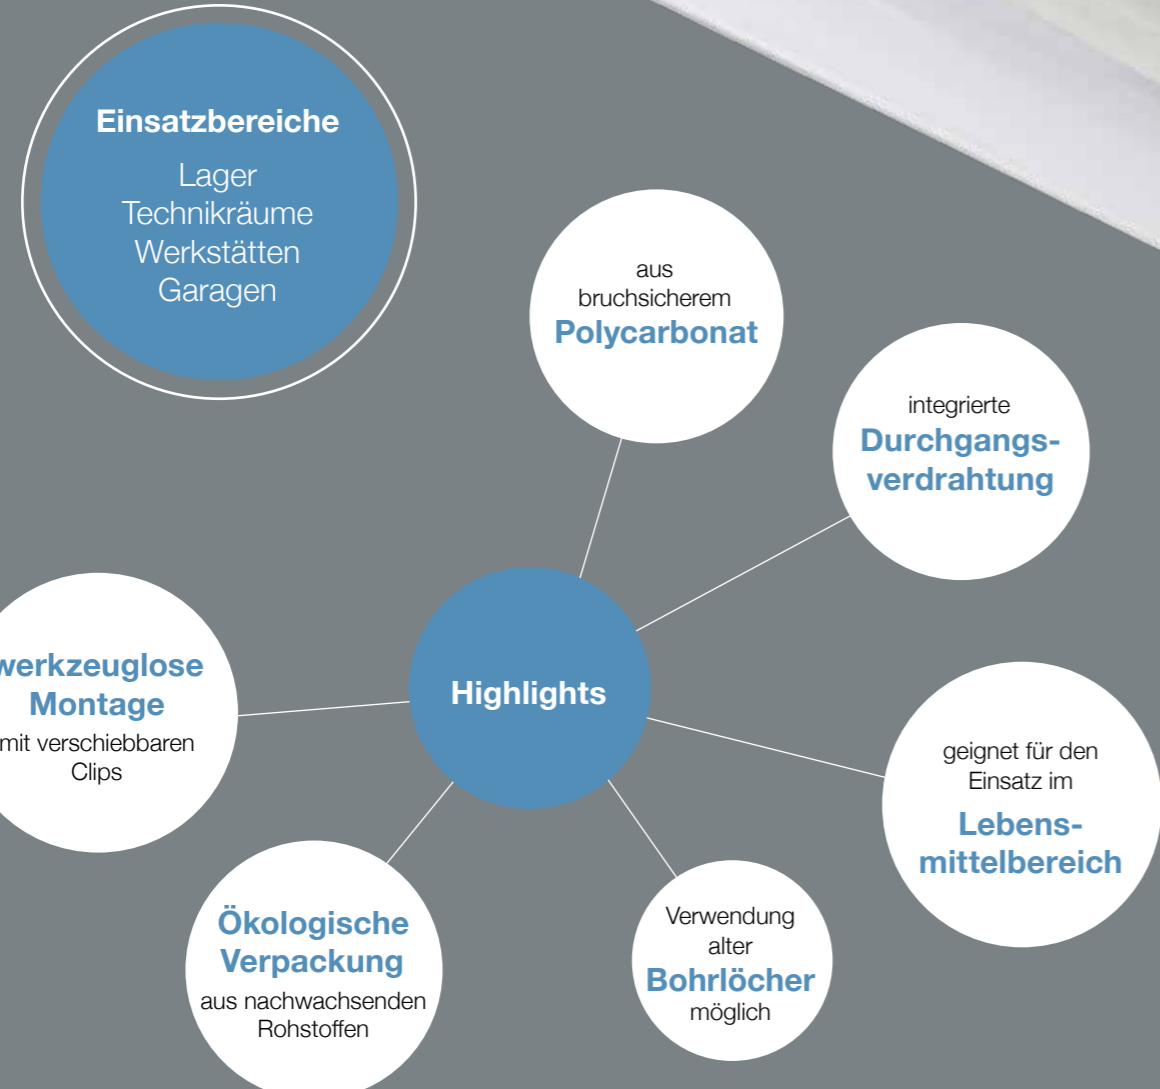 Einsatzbereiche
Lager
Technikräume
Werkstätten
Garagen
aus
bruchsicherem
Polycarbonat
integrierte
Durchgangs-
verdrahtung
werkzeuglose
Montage
mit verschiebbaren
Clips
Highlights
geignet für den
Einsatz im
Lebens-
mittelbereich
Ökologische
Verpackung
aus nachwachsenden
Rohstoffen
Verwendung
alter
Bohrlöcher
möglich